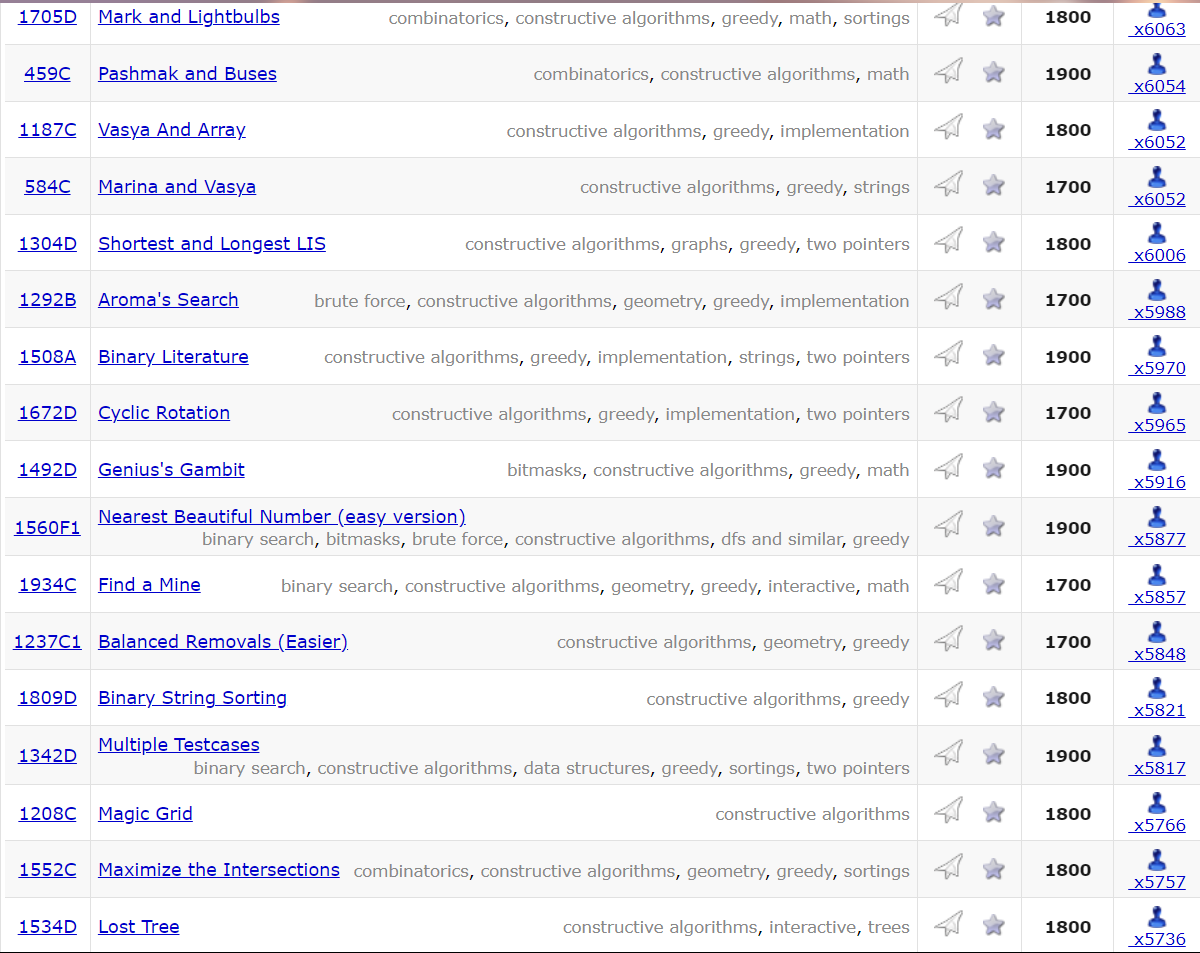 1705D Mark and Lightbulbs combinatorics, constructive algorithms, greedy, math, sortings 1800 x6063
459C Pashmak and Buses combinatorics, constructive algorithms, math 1900 x6054
1187C Vasya And Array constructive algorithms, greedy, implementation 1800 x6052
584C Marina and Vasya constructive algorithms, greedy, strings 1700 x6052
1304D Shortest and Longest LIS constructive algorithms, graphs, greedy, two pointers 1800 x6006
1292B Aroma's Search brute force, constructive algorithms, geometry, greedy, implementation 1700 x5988
1508A Binary Literature constructive algorithms, greedy, implementation, strings, two pointers 1900 x5970
1672D Cyclic Rotation constructive algorithms, greedy, implementation, two pointers 1700 x5965
1492D Genius's Gambit bitmasks, constructive algorithms, greedy, math 1900 x5916
Nearest Beautiful Number (easy version)
1560F1 binary search, bitmasks, brute force, constructive algorithms, dfs and similar, greedy 1900 x5877
1934C Find a Mine binary search, constructive algorithms, geometry, greedy, interactive, math 1700 x5857
1237C1 Balanced Removals (Easier) constructive algorithms, geometry, greedy 1700 x5848
1809D Binary String Sorting constructive algorithms, greedy 1800 x5821
Multiple Testcases
1342D binary search, constructive algorithms, data structures, greedy, sortings, two pointers 1900 x5817
1208C Magic Grid constructive algorithms 1800 x5766
1552C Maximize the Intersections combinatorics, constructive algorithms, geometry, greedy, sortings 1800 x5757
1534D Lost Tree constructive algorithms, interactive, trees 1800 x5736